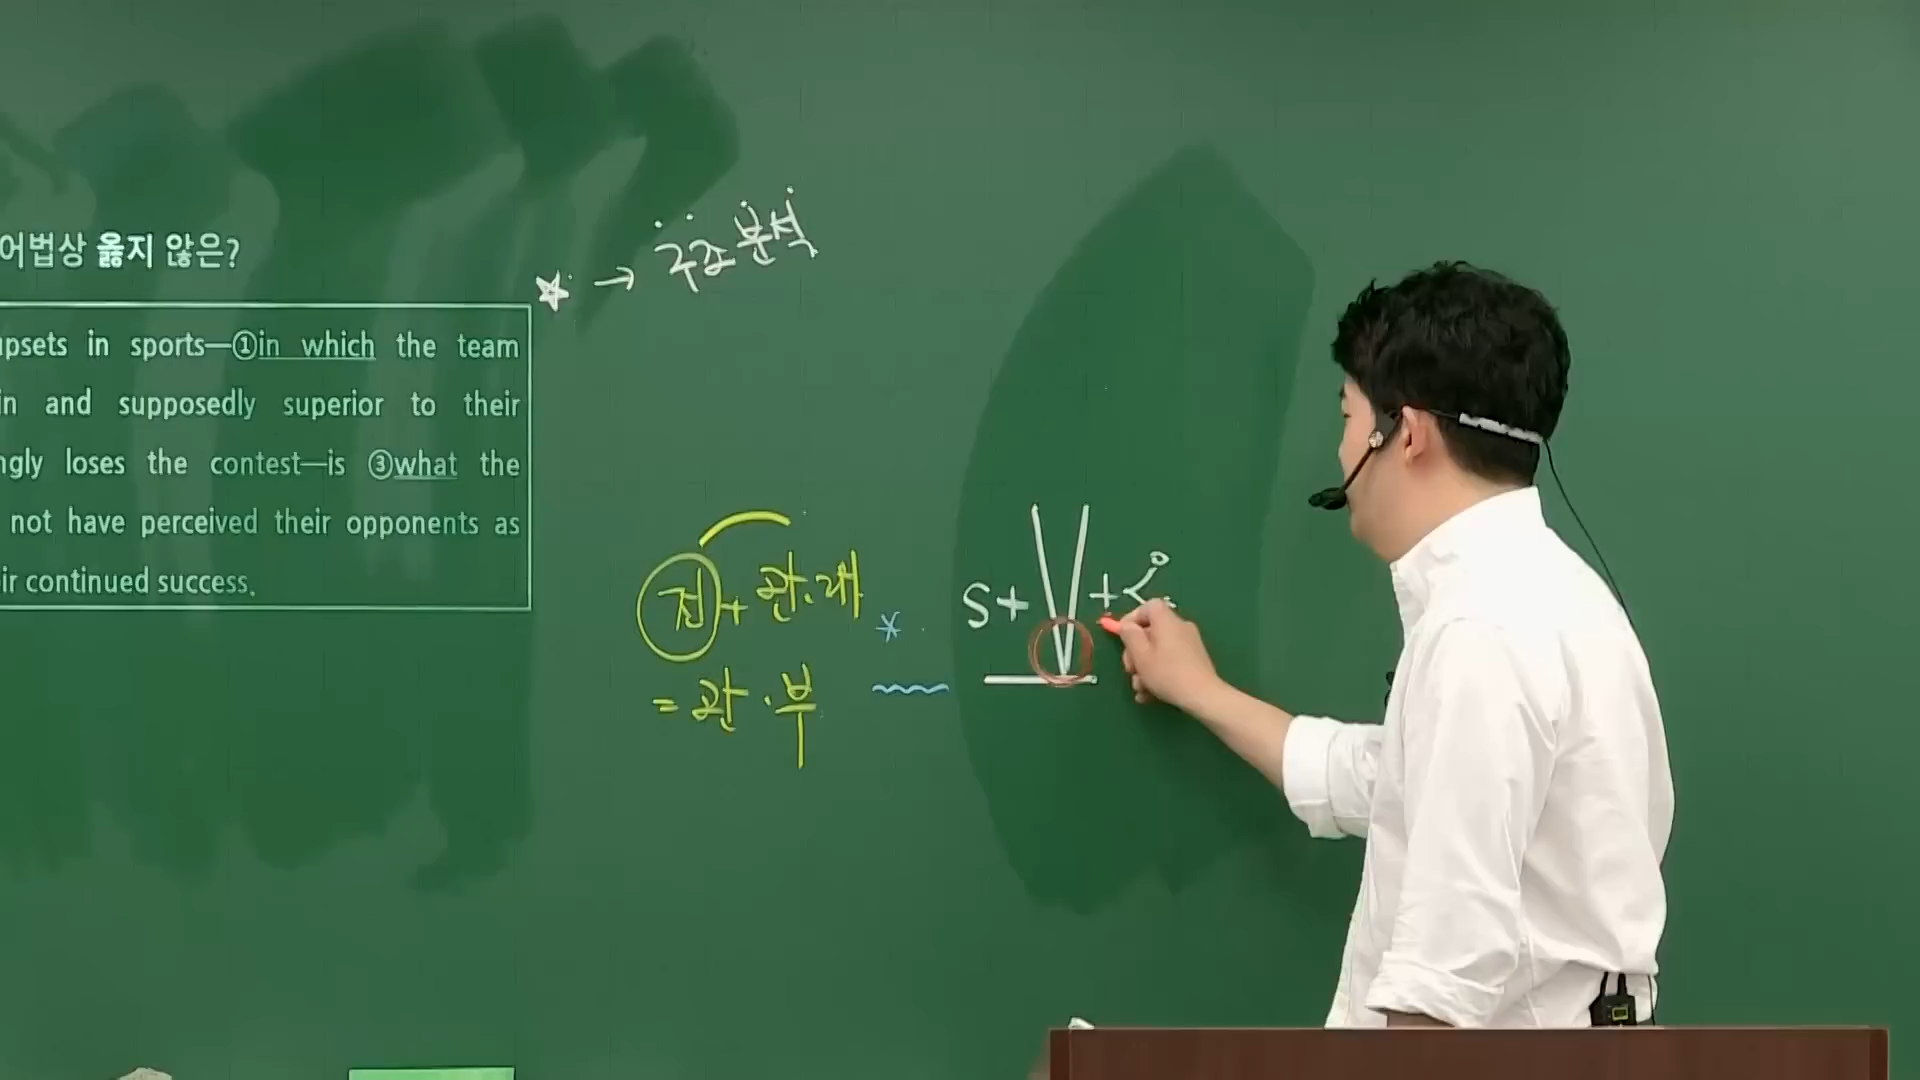 어법상 옳지 않은?
☆ → 구조분석
upsets in sports—①in which the team
in and supposedly superior to their
ngly loses the contest—is ③what the
not have perceived their opponents as
ir continued success.
전 + 관·대
= 관·부
*
S + V +